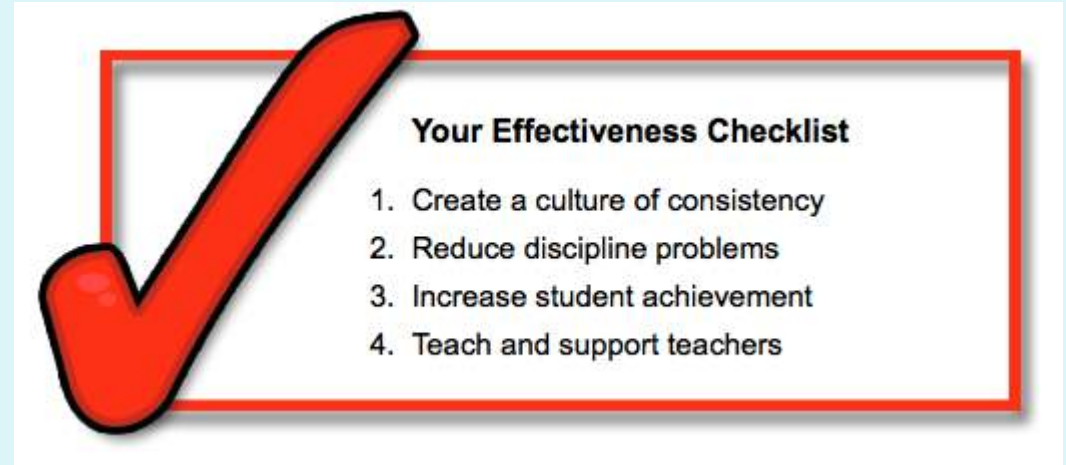 Your Effectiveness Checklist
1. Create a culture of consistency
2. Reduce discipline problems
3. Increase student achievement
4. Teach and support teachers